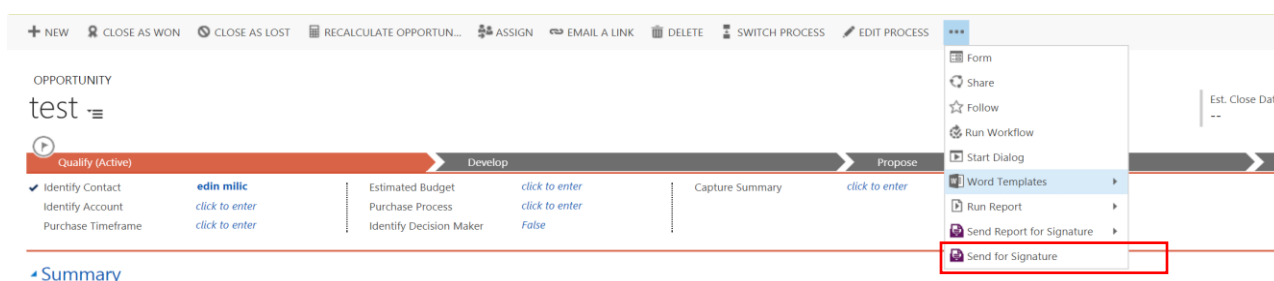 NEW CLOSE AS WON CLOSE AS LOST RECALCULATE OPPORTUN... ASSIGN EMAIL A LINK DELETE SWITCH PROCESS EDIT PROCESS ...
Form
OPPORTUNITY
Share
test
Est. Close Dat
Follow
--
Run Workflow
Qualify (Active) Develop Propose
Start Dialog
Identify Contact edin milic Estimated Budget click to enter Capture Summary click to enter
Word Templates
Identify Account click to enter Purchase Process click to enter
Run Report
Purchase Timeframe click to enter Identify Decision Maker False
Send Report for Signature
Send for Signature
Summary